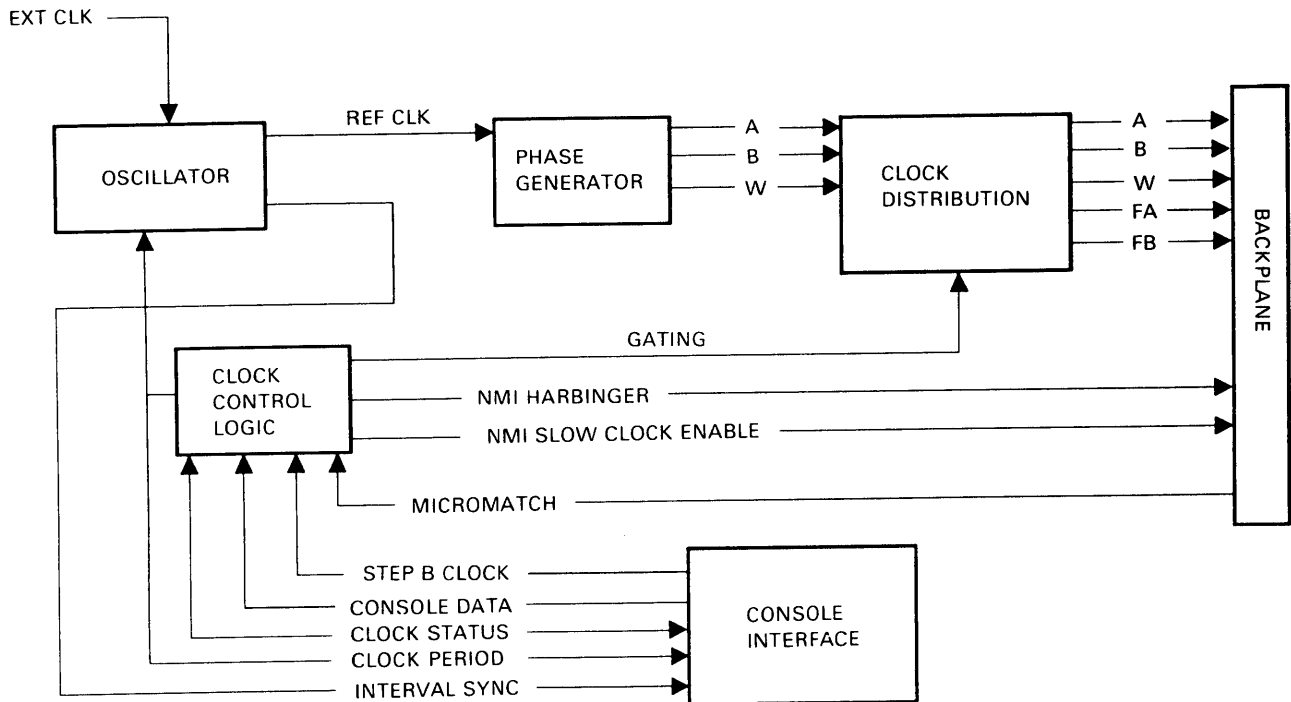 EXT CLK
REF CLK
OSCILLATOR
PHASE
GENERATOR
A
B
W
CLOCK
DISTRIBUTION
A
B
W
FA
FB
BACKPLANE
GATING
CLOCK
CONTROL
LOGIC
NMI HARBINGER
NMI SLOW CLOCK ENABLE
MICROMATCH
STEP B CLOCK
CONSOLE DATA
CLOCK STATUS
CLOCK PERIOD
INTERVAL SYNC
CONSOLE
INTERFACE